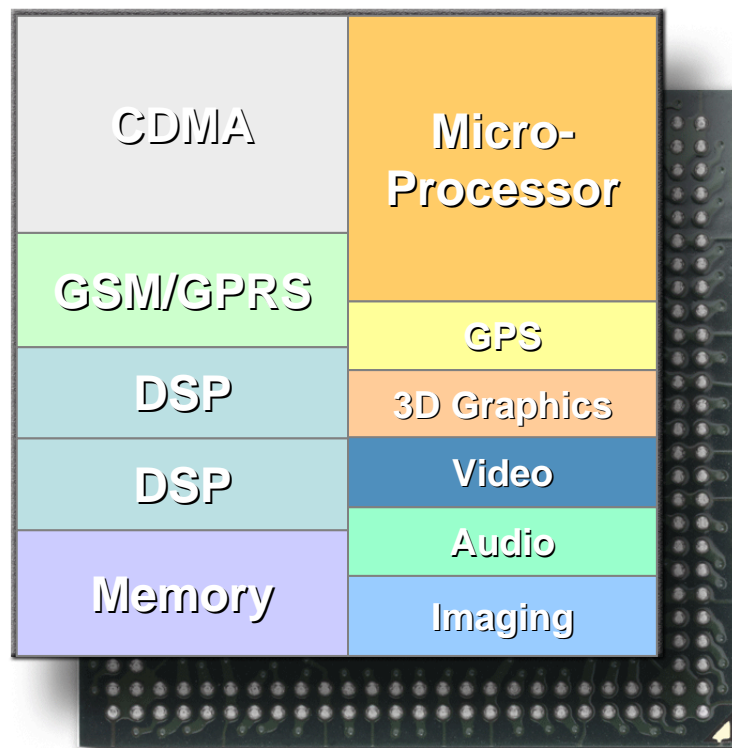 CDMA
GSM/GPRS
DSP
DSP
Memory
Micro-
Processor
GPS
3D Graphics
Video
Audio
Imaging